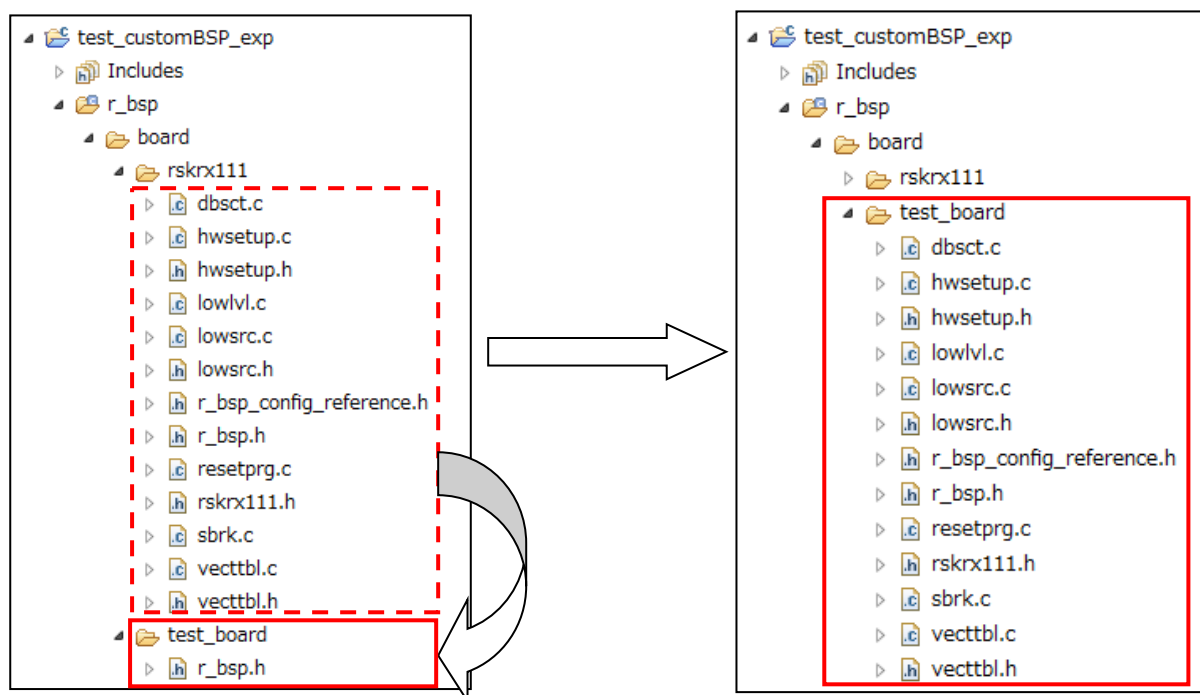 test_customBSP_exp
Includes
r_bsp
board
rskrx111
dbsct.c
hwsetup.c
hwsetup.h
lowlvl.c
lowsrc.c
lowsrc.h
r_bsp_config_reference.h
r_bsp.h
resetprg.c
rskrx111.h
sbrk.c
vecttbl.c
vecttbl.h
test_board
r_bsp.h
test_customBSP_exp
Includes
r_bsp
board
rskrx111
test_board
dbsct.c
hwsetup.c
hwsetup.h
lowlvl.c
lowsrc.c
lowsrc.h
r_bsp_config_reference.h
r_bsp.h
resetprg.c
rskrx111.h
sbrk.c
vecttbl.c
vecttbl.h